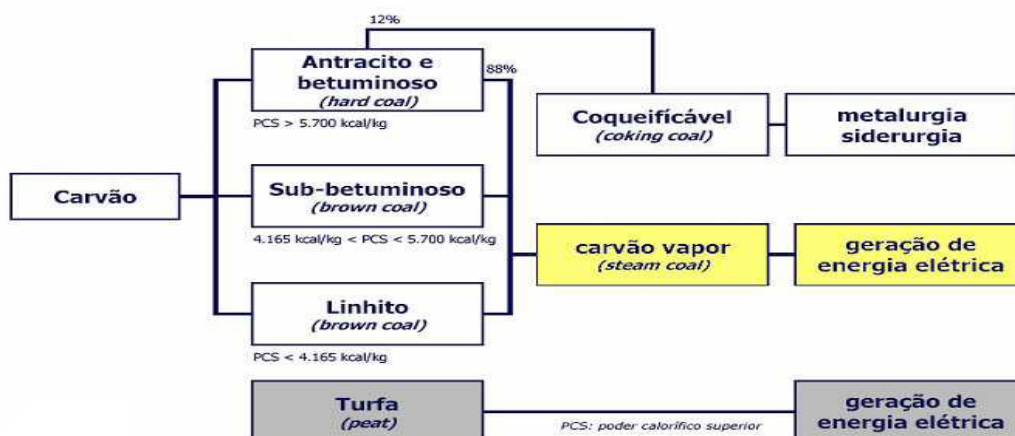 12%
Antracito e
betuminoso
(hard coal)
88%
PCS > 5.700 kcal/kg
Coqueificável
(coking coal)
metalurgia
siderurgia
Carvão
Sub-betuminoso
(brown coal)
4.165 kcal/kg < PCS < 5.700 kcal/kg
carvão vapor
(steam coal)
geração de
energia elétrica
Linhito
(brown coal)
PCS < 4.165 kcal/kg
Turfa
(peat)
PCS: poder calorífico superior
geração de
energia elétrica